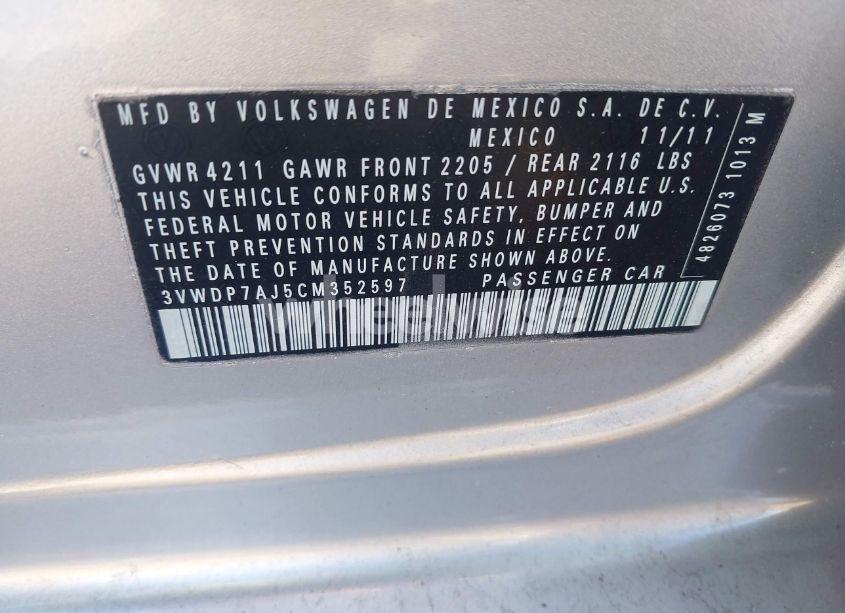 MFD BY VOLKSWAGEN DE MEXICO S.A. DE C.V.
MEXICO 11/11
GVWR 4211 GAWR FRONT 2205 / REAR 2116 LBS
THIS VEHICLE CONFORMS TO ALL APPLICABLE U.S.
FEDERAL MOTOR VEHICLE SAFETY, BUMPER AND
THEFT PREVENTION STANDARDS IN EFFECT ON
THE DATE OF MANUFACTURE SHOWN ABOVE.
3VWDP7AJ5CM352597 PASSENGER CAR
4826073 1013 M
wheelwise